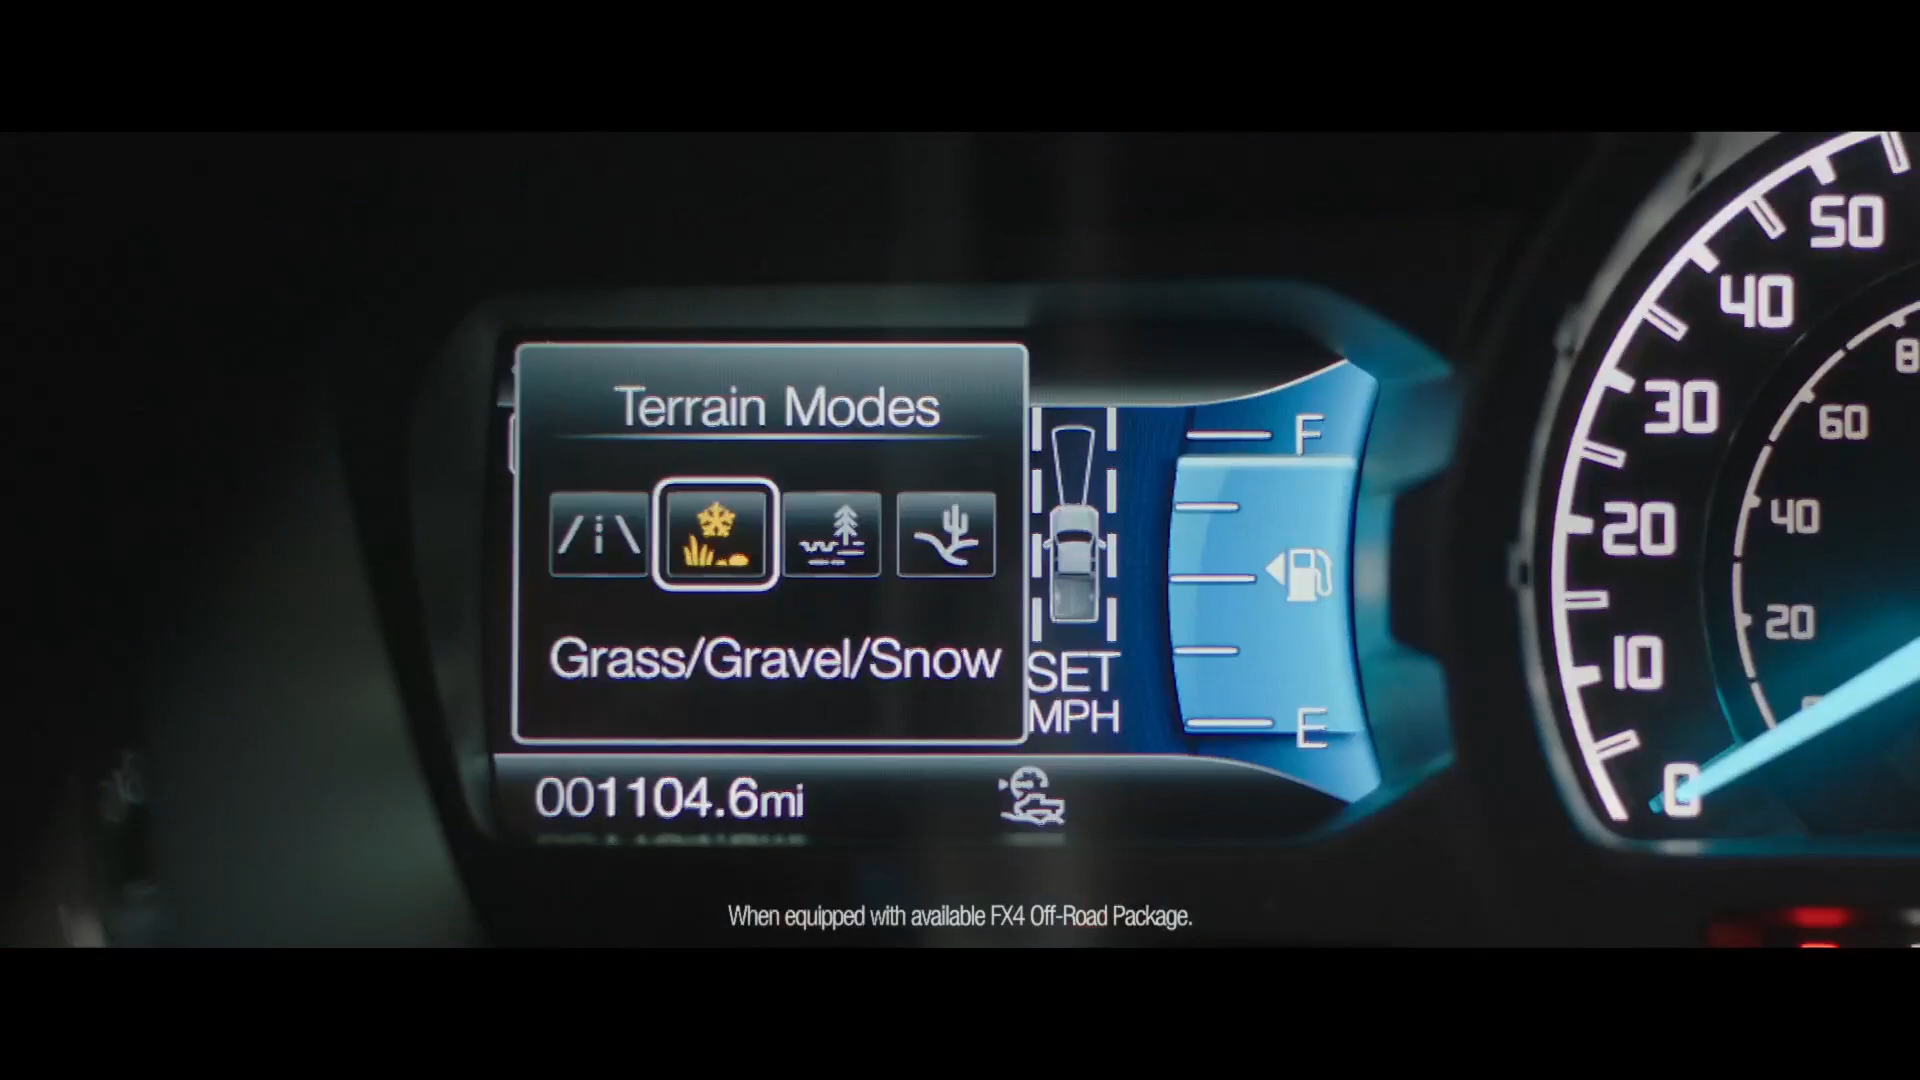 Terrain Modes
Grass/Gravel/Snow
SET
MPH
F
E
001104.6mi
50
40
30
20
10
0
8
60
40
20
When equipped with available FX4 Off-Road Package.